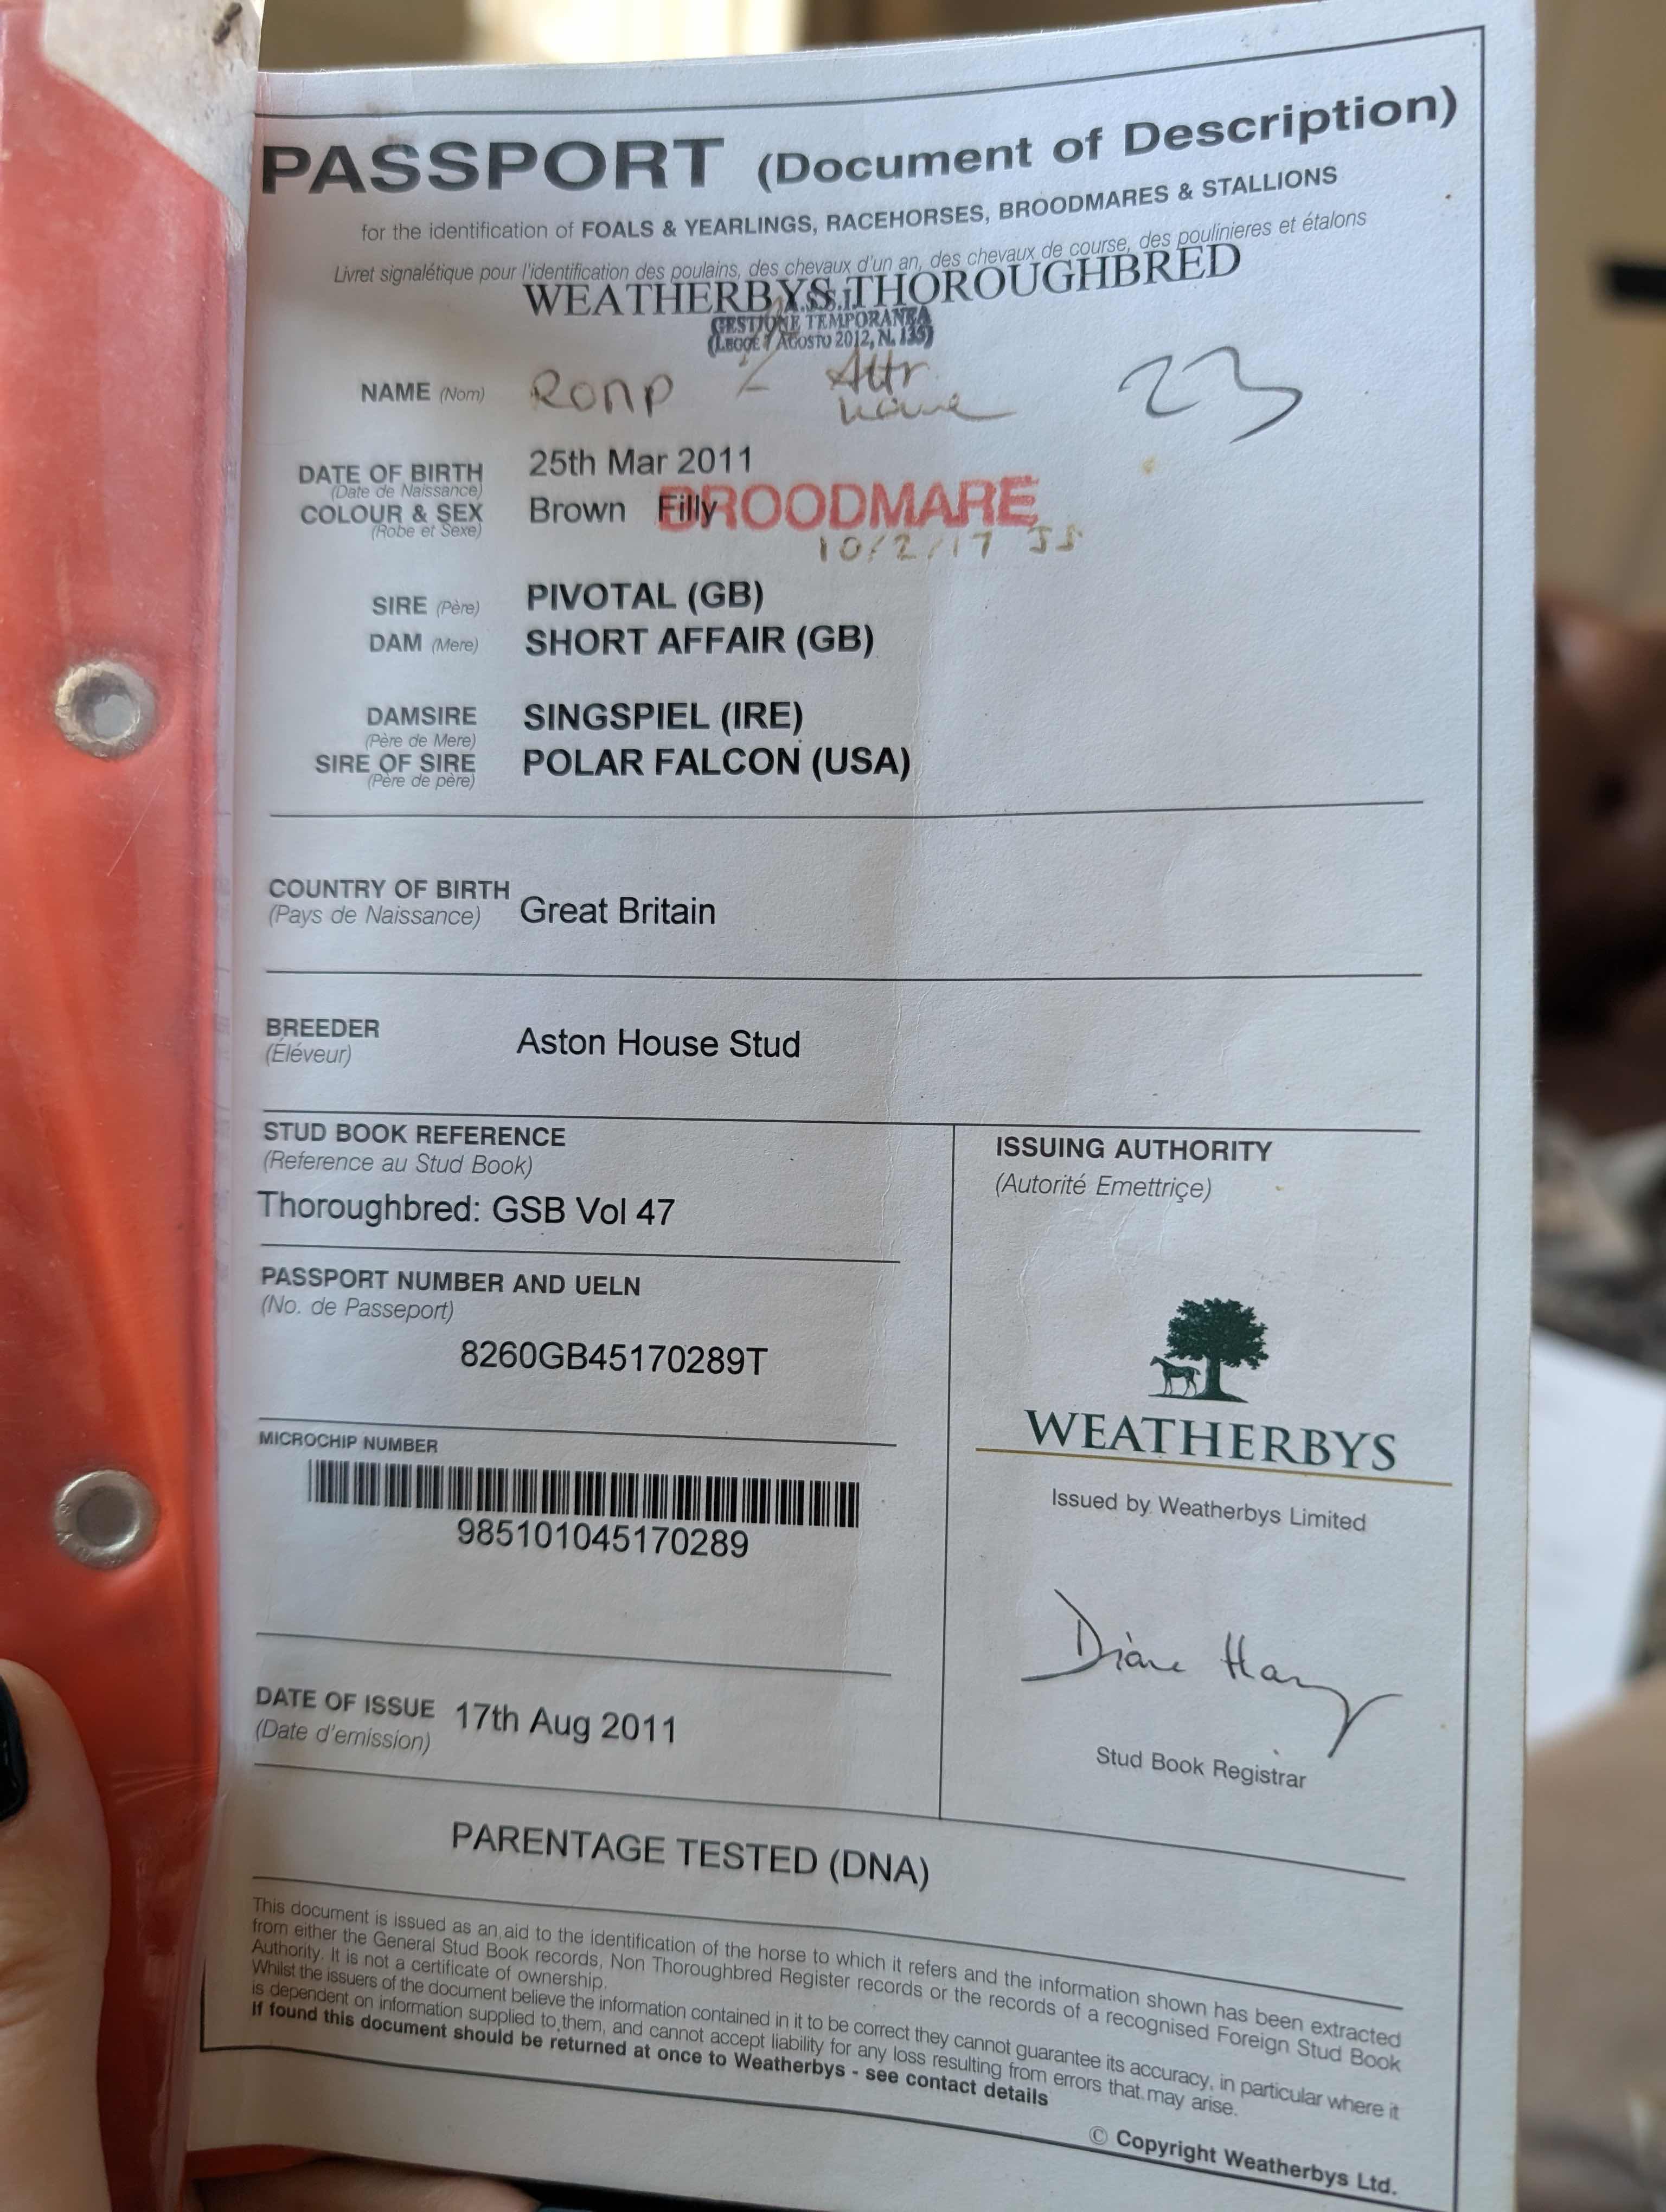 PASSPORT (Document of Description)
for the identification of FOALS & YEARLINGS, RACEHORSES, BROODMARES & STALLIONS
Livret signalétique pour l'identification des poulains, des chevaux d'un an, des chevaux de course, des poulinieres et étalons
WEATHERBYS THOROUGHBRED
GESTIONE TEMPORANEA
(LEGGE 7 AGOSTO 2012, N. 135)
NAME (Nom)
23
DATE OF BIRTH 25th Mar 2011
(Date de Naissance)
COLOUR & SEX Brown Filly BROODMARE
(Robe et Sexe)
10/2/17 JS
SIRE (Père) PIVOTAL (GB)
DAM (Mere) SHORT AFFAIR (GB)
DAMSIRE SINGSPIEL (IRE)
(Père de Mere)
SIRE OF SIRE POLAR FALCON (USA)
(Père de père)
COUNTRY OF BIRTH Great Britain
(Pays de Naissance)
BREEDER Aston House Stud
(Éléveur)
STUD BOOK REFERENCE
(Reference au Stud Book)
Thoroughbred: GSB Vol 47
PASSPORT NUMBER AND UELN
(No. de Passeport)
8260GB45170289T
MICROCHIP NUMBER
985101045170289
DATE OF ISSUE 17th Aug 2011
(Date d'emission)
ISSUING AUTHORITY
(Autorité Emettriçe)
WEATHERBYS
Issued by Weatherbys Limited
Diane
Stud Book Registrar
PARENTAGE TESTED (DNA)
This document is issued as an aid to the identification of the horse to which it refers and the information shown has been extracted
from either the General Stud Book records, Non Thoroughbred Register records or the records of a recognised Foreign Stud Book
Authority. It is not a certificate of ownership.
Whilst the issuers of the document believe the information contained in it to be correct they cannot guarantee its accuracy, in particular where it
is dependent on information supplied to them, and cannot accept liability for any loss resulting from errors that may arise.
If found this document should be returned at once to Weatherbys - see contact details
© Copyright Weatherbys Ltd.